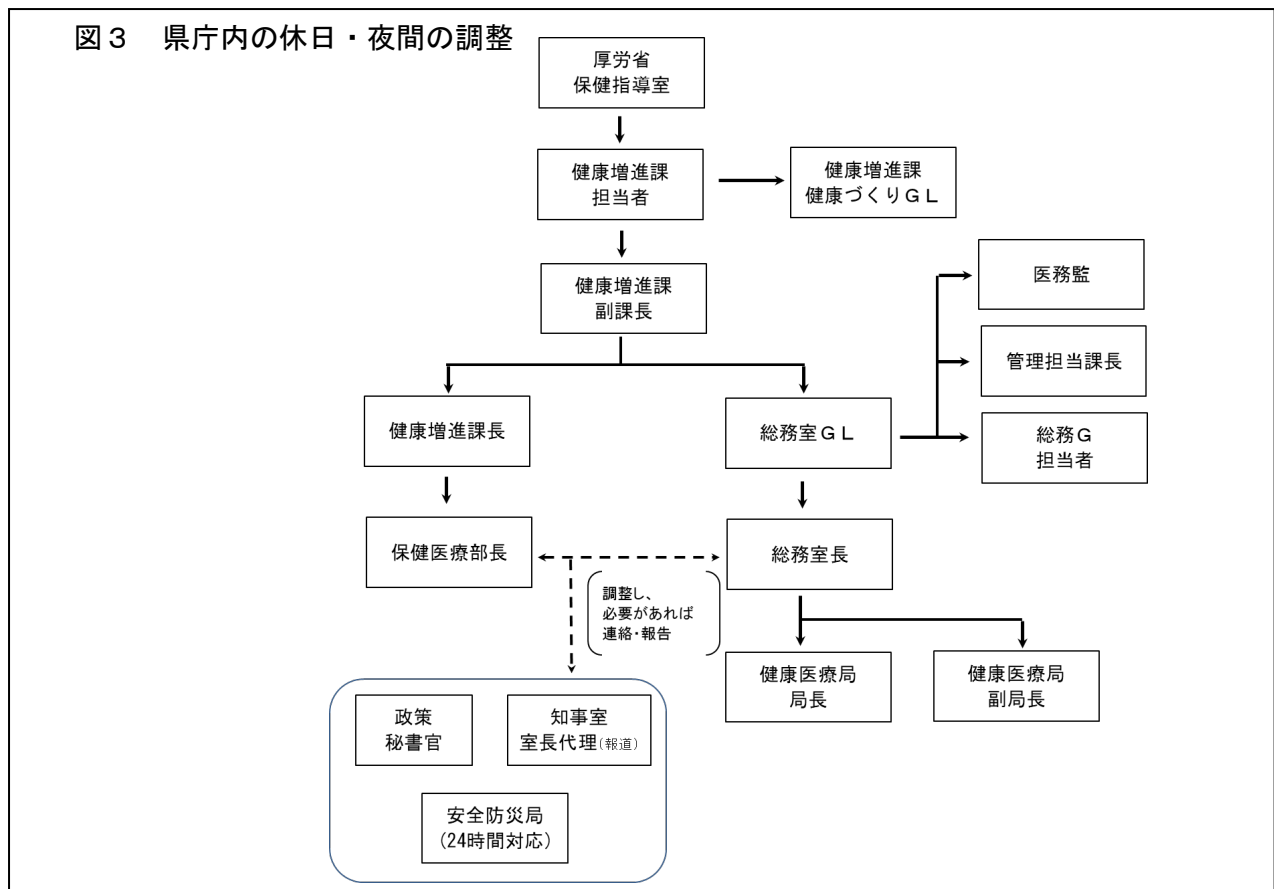 図３　県庁内の休日・夜間の調整
厚労省
保健指導室
健康増進課
担当者
健康増進課
健康づくりＧＬ
健康増進課
副課長
医務監
管理担当課長
総務Ｇ
担当者
健康増進課長
総務室ＧＬ
保健医療部長
総務室長
調整し、
必要があれば
連絡・報告
健康医療局
局長
健康医療局
副局長
政策
秘書官
知事室
室長代理（報道）
安全防災局
（24時間対応）